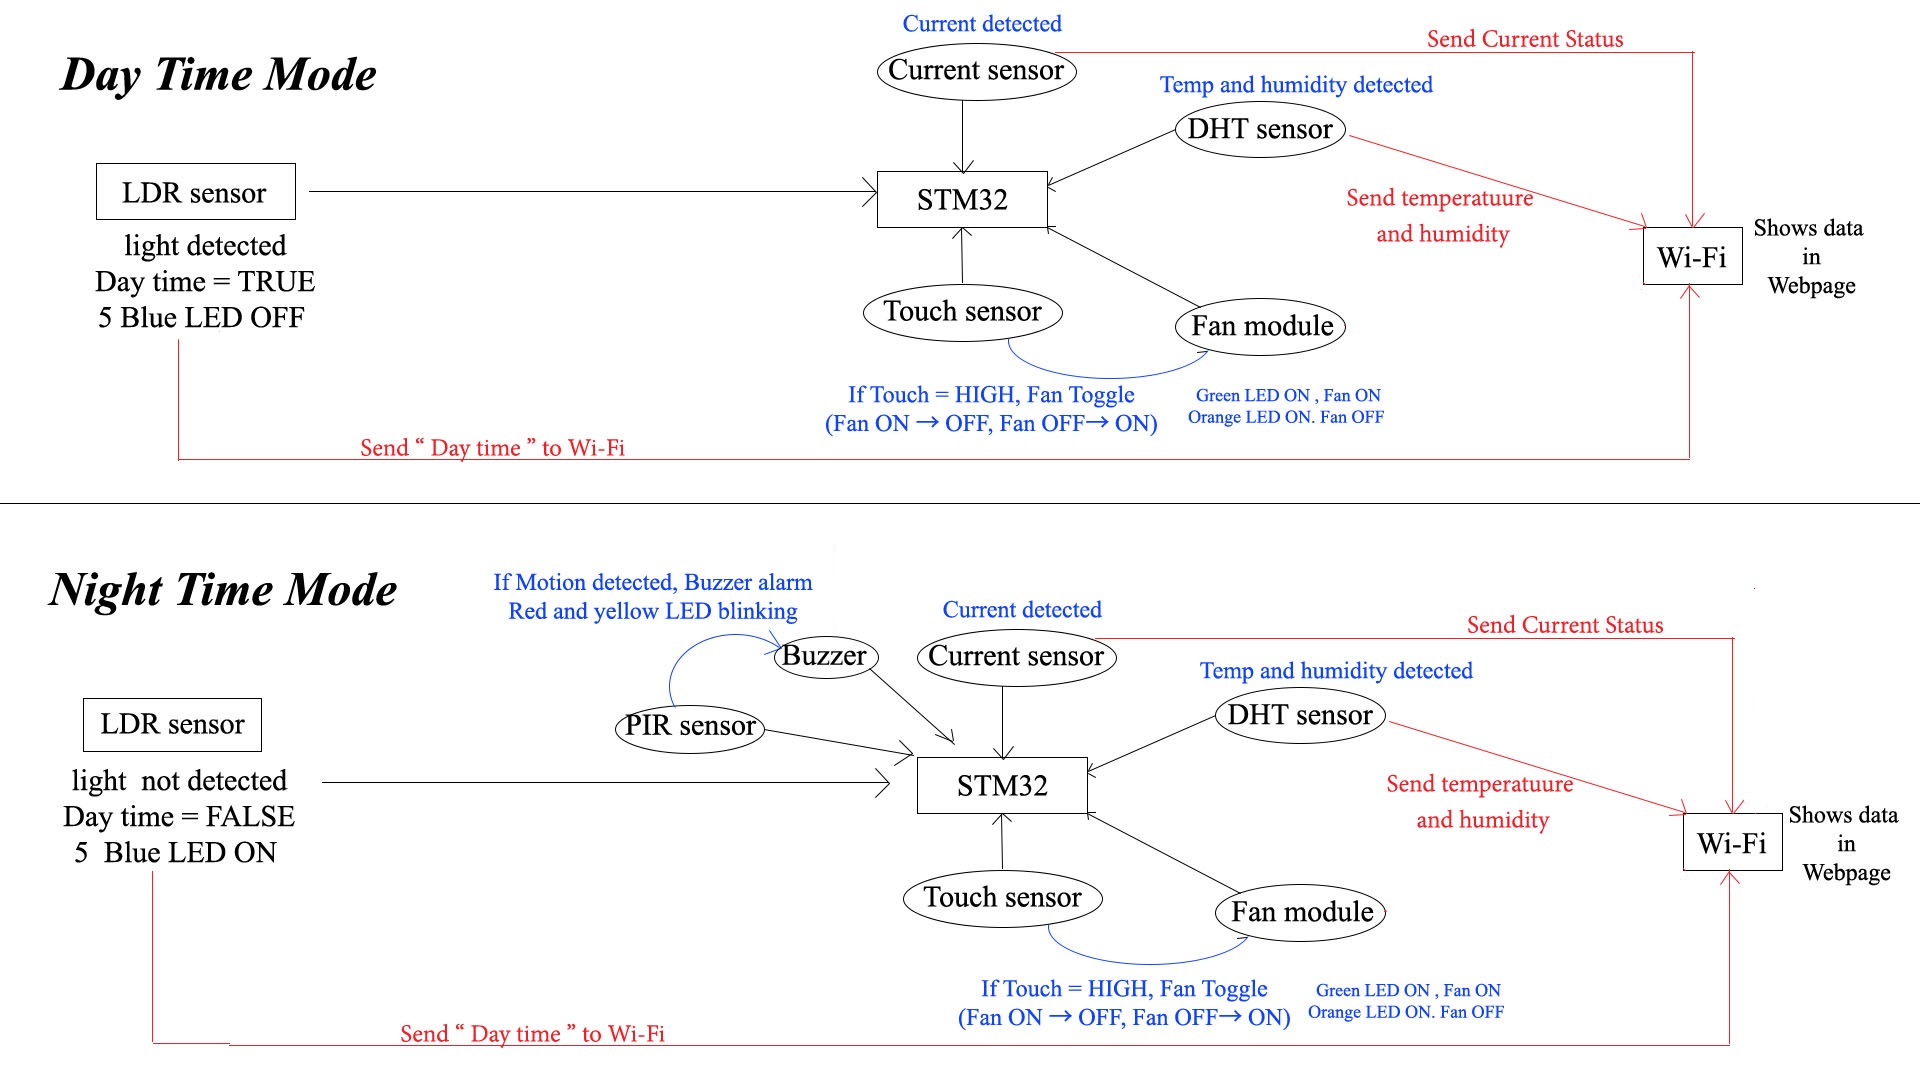 Day Time Mode
Current detected
Current sensor
Send Current Status
Temp and humidity detected
DHT sensor
LDR sensor
light detected
Day time = TRUE
5 Blue LED OFF
STM32
Send temperatuure
and humidity
Wi-Fi
Shows data
in
Webpage
Touch sensor
Fan module
If Touch = HIGH, Fan Toggle
(Fan ON → OFF, Fan OFF→ ON)
Green LED ON , Fan ON
Orange LED ON. Fan OFF
Send “ Day time ” to Wi-Fi
Night Time Mode
If Motion detected, Buzzer alarm
Red and yellow LED blinking
Buzzer
PIR sensor
Current detected
Current sensor
Send Current Status
Temp and humidity detected
DHT sensor
LDR sensor
light  not detected
Day time = FALSE
5  Blue LED ON
STM32
Send temperatuure
and humidity
Wi-Fi
Shows data
in
Webpage
Touch sensor
Fan module
If Touch = HIGH, Fan Toggle
(Fan ON → OFF, Fan OFF→ ON)
Green LED ON , Fan ON
Orange LED ON. Fan OFF
Send “ Day time ” to Wi-Fi